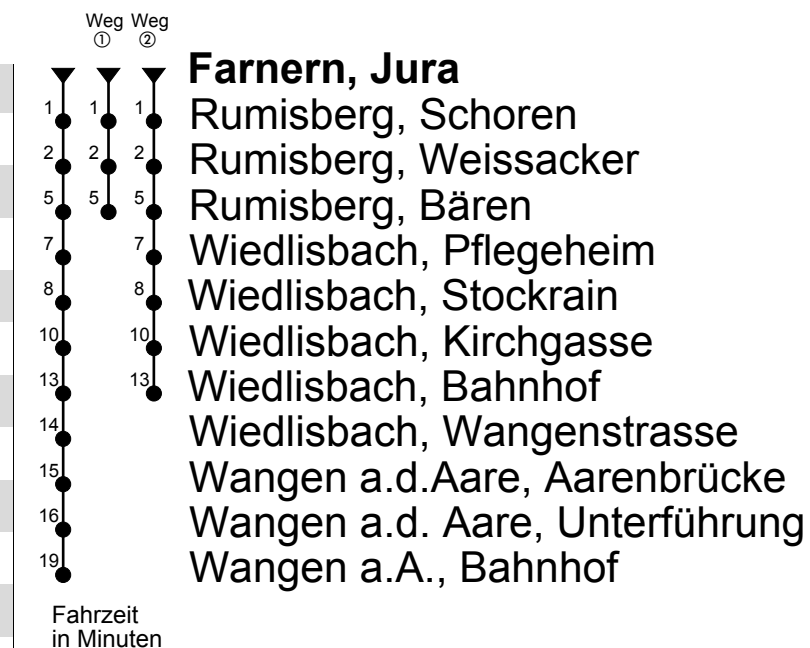 Weg Weg
① ②
Farnern, Jura
1 1 1 Rumisberg, Schoren
2 2 2 Rumisberg, Weissacker
5 5 5 Rumisberg, Bären
7 7 Wiedlisbach, Pflegeheim
8 8 Wiedlisbach, Stockrain
10 10 Wiedlisbach, Kirchgasse
13 13 Wiedlisbach, Bahnhof
14 Wiedlisbach, Wangenstrasse
15 Wangen a.d.Aare, Aarenbrücke
16 Wangen a.d. Aare, Unterführung
19 Wangen a.A., Bahnhof
Fahrzeit
in Minuten